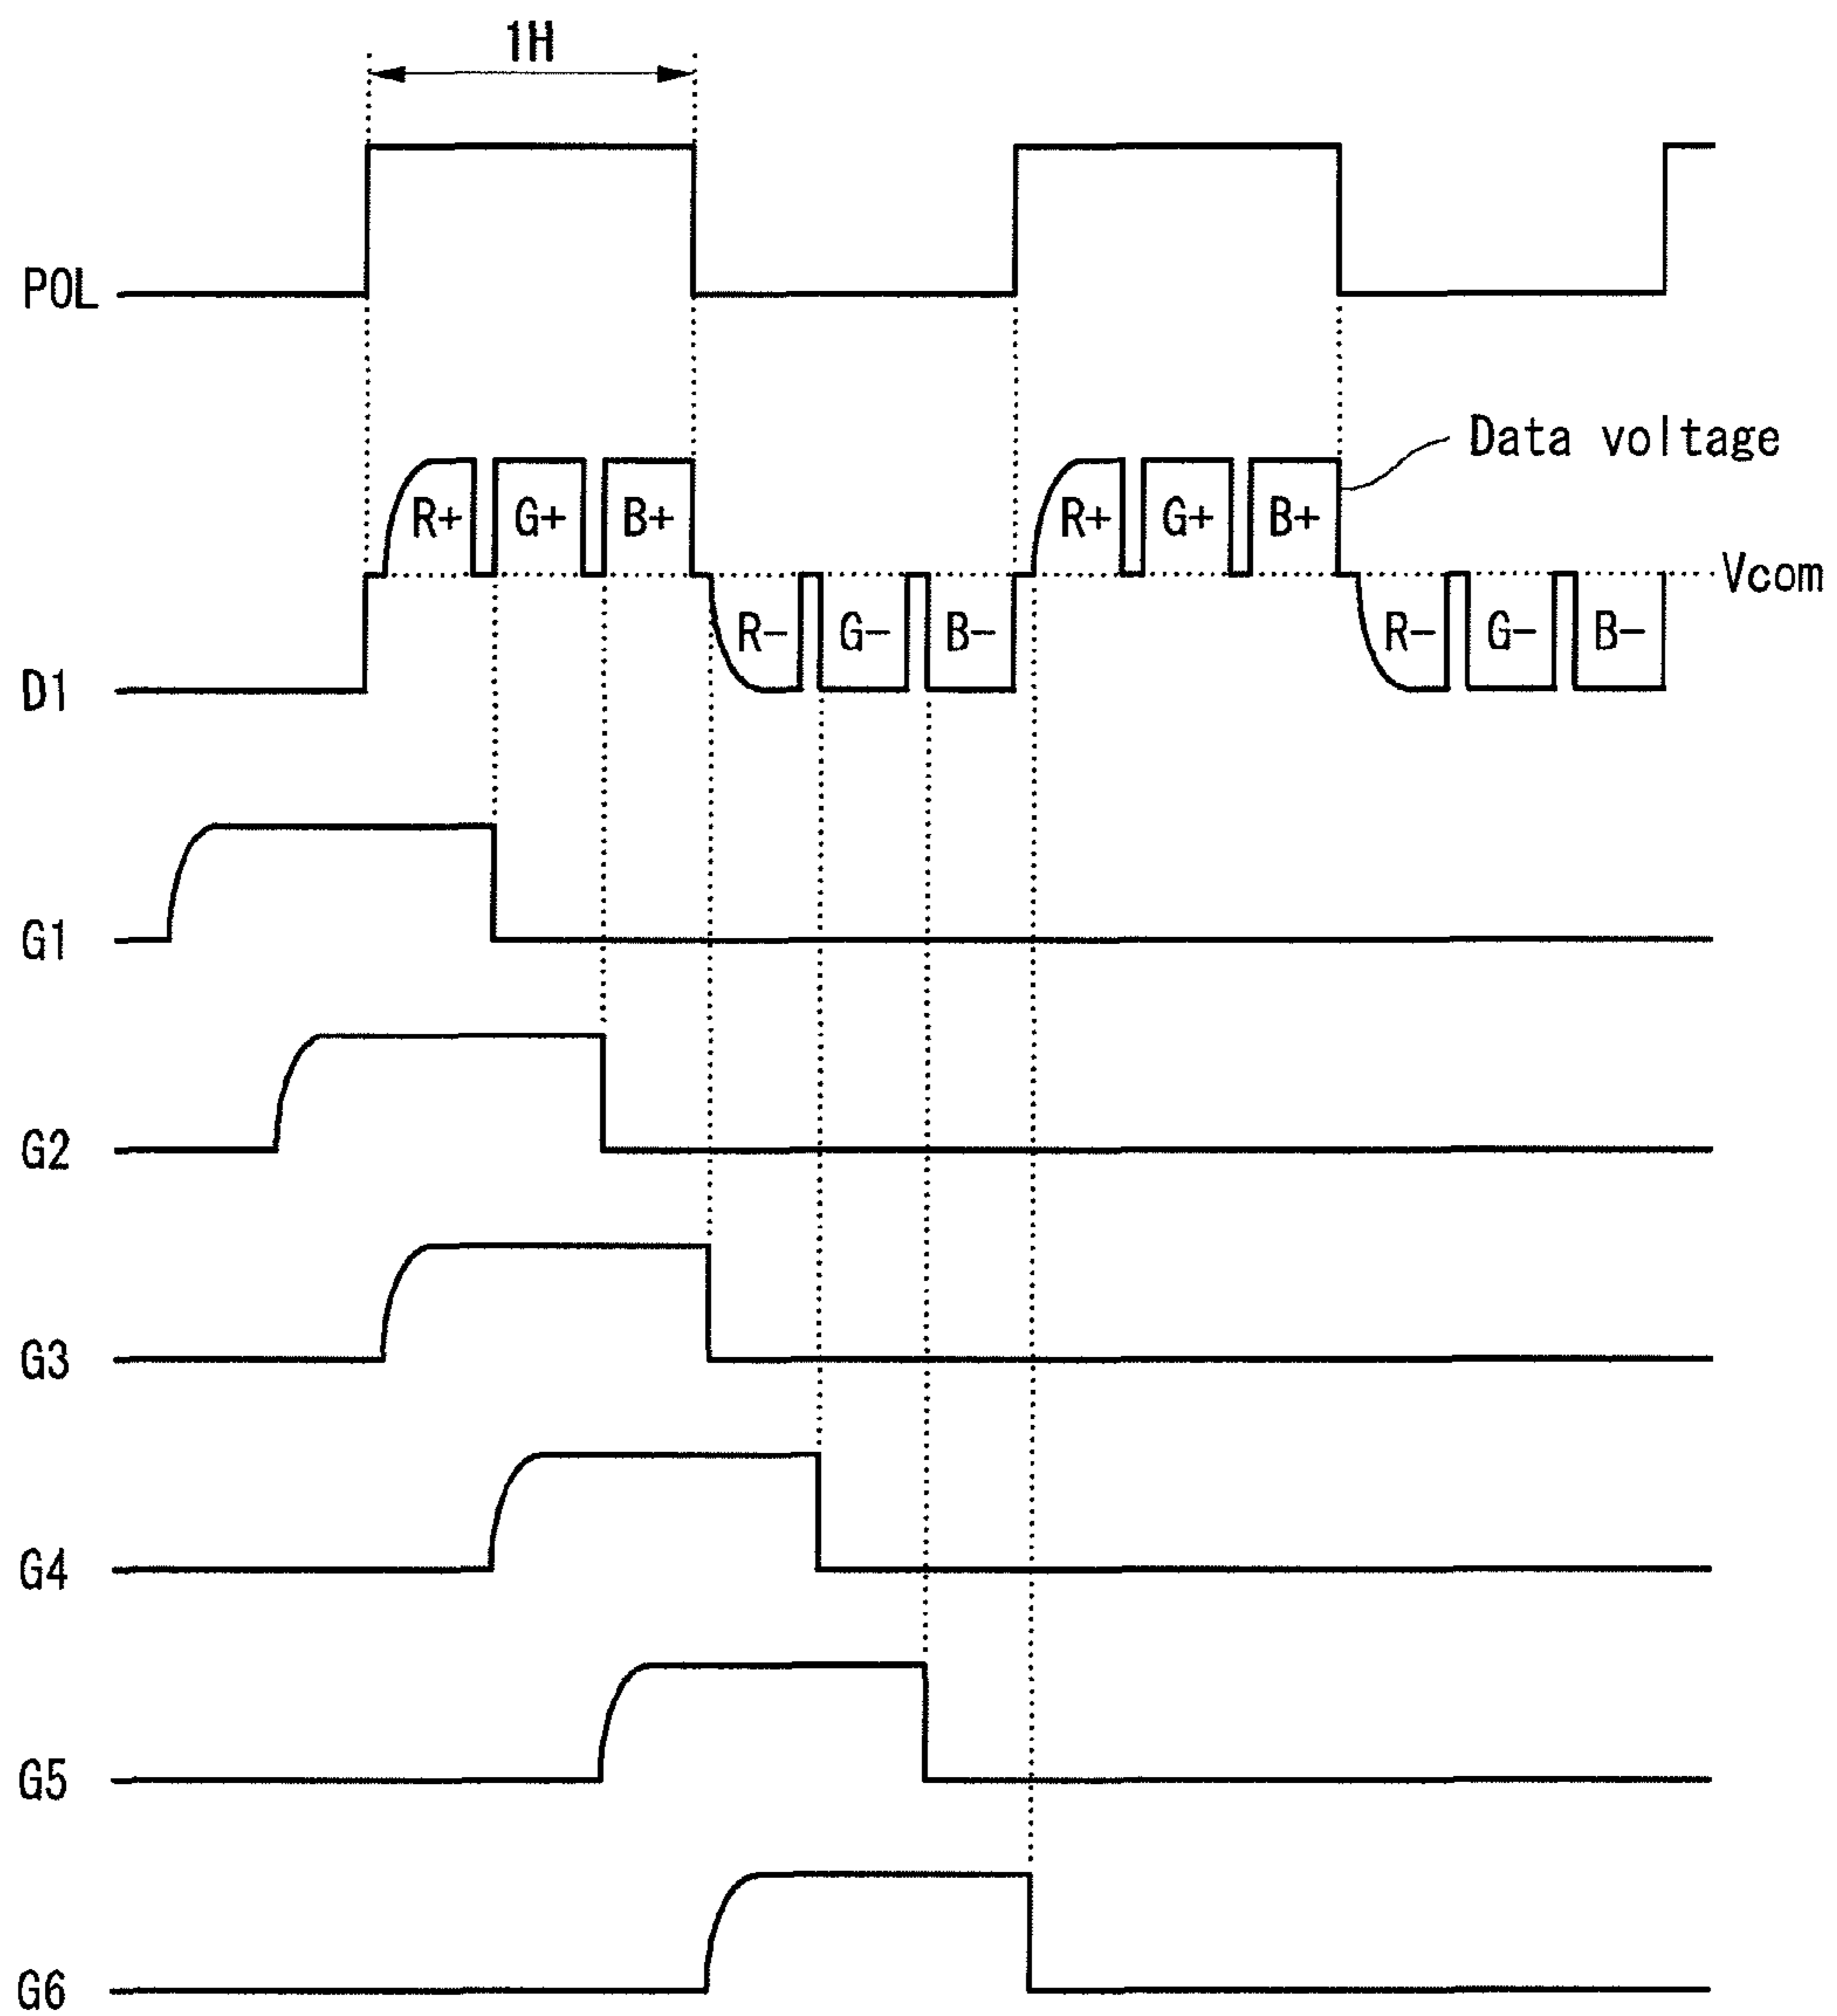 1H
POL
Data voltage
R+ G+ B+ R+ G+ B+
Vcom
R- G- B- R- G- B-
D1
G1
G2
G3
G4
G5
G6